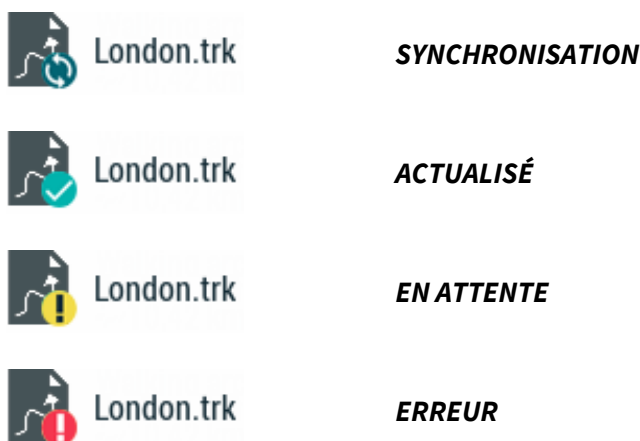 London.trk SYNCHRONISATION
London.trk ACTUALISÉ
London.trk EN ATTENTE
London.trk ERREUR